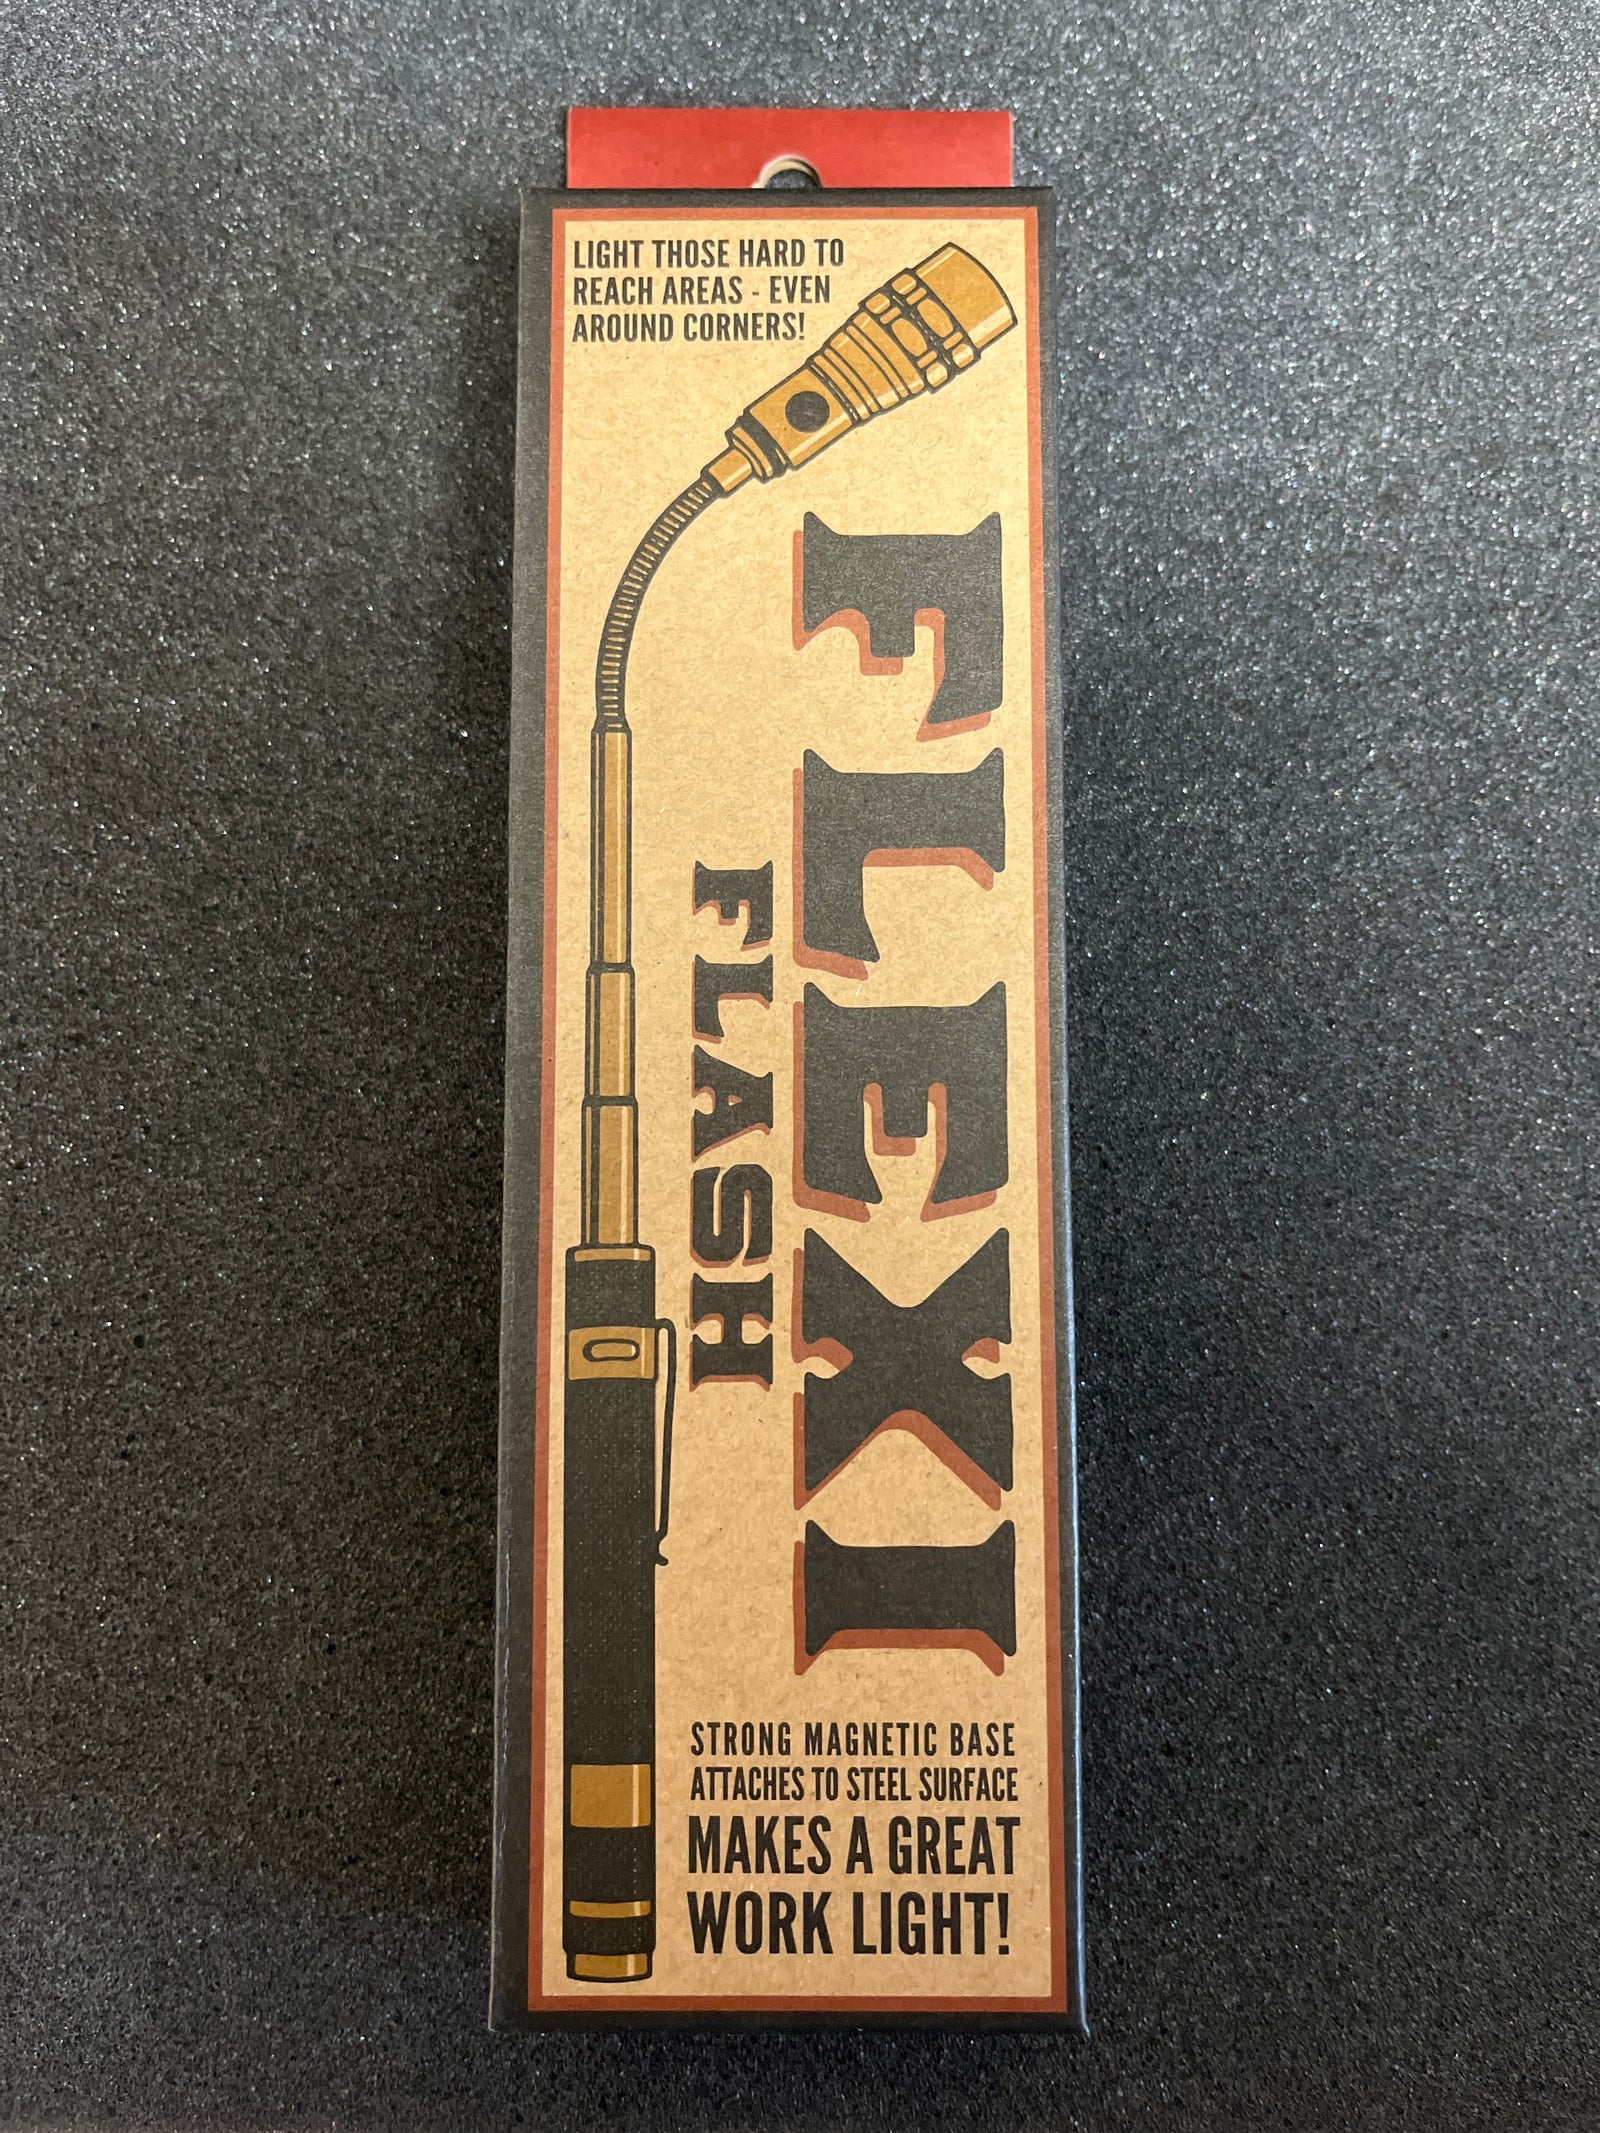 LIGHT THOSE HARD TO
REACH AREAS - EVEN
AROUND CORNERS!
FLEXI
FLASH
STRONG MAGNETIC BASE
ATTACHES TO STEEL SURFACE
MAKES A GREAT
WORK LIGHT!